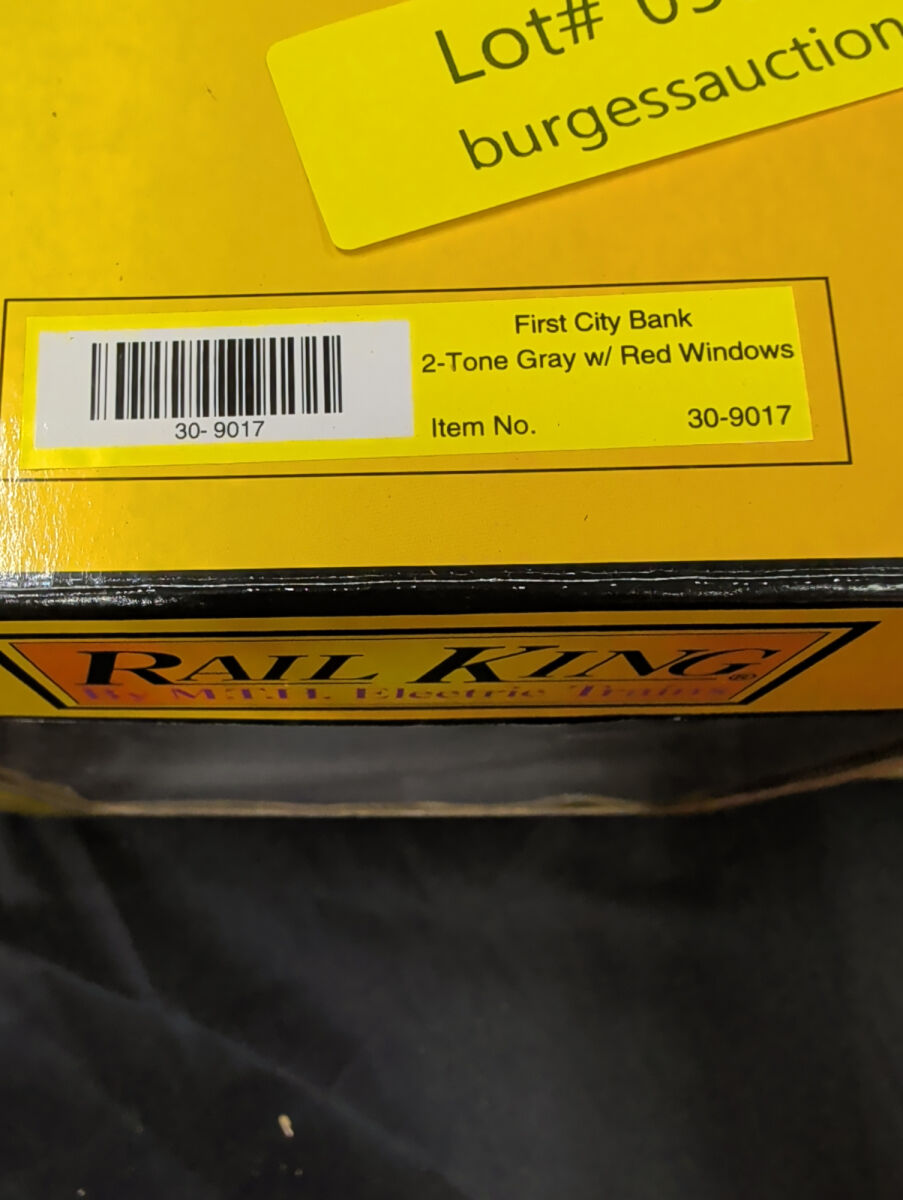 Lot#
burgessauction
First City Bank
2-Tone Gray w/ Red Windows
30- 9017
Item No. 30-9017
RAIL KING®
By M.T.H. Electric Trains